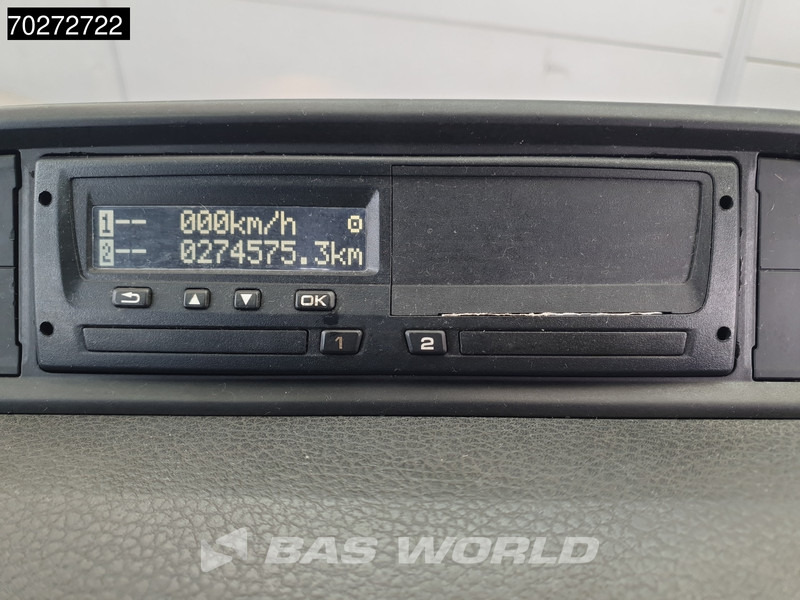 70272722
1-- 000km/h
2-- 0274575.3km
OK
1
2
BAS WORLD